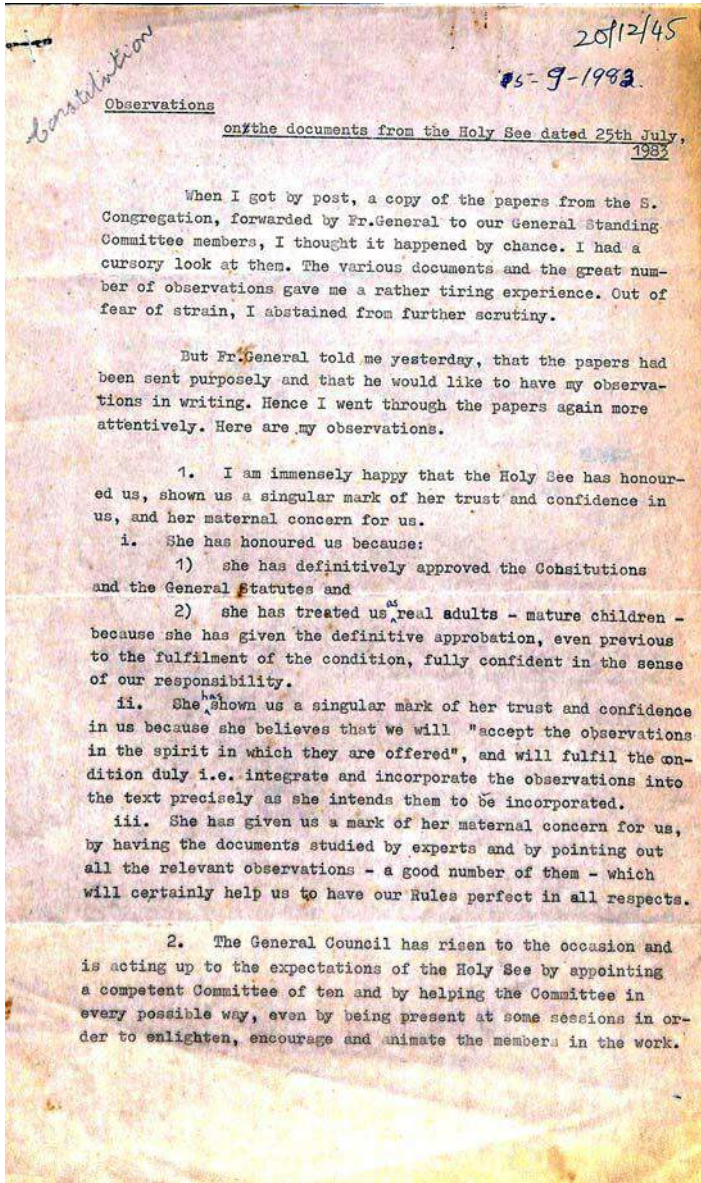 20/12/45
15-9-1983.
Constitution
Observations
on the documents from the Holy See dated 25th July,
1983
When I got by post, a copy of the papers from the S.
Congregation, forwarded by Fr.General to our General Standing
Committee members, I thought it happened by chance. I had a
cursory look at them. The various documents and the great num-
ber of observations gave me a rather tiring experience. Out of
fear of strain, I abstained from further scrutiny.
But Fr.General told me yesterday, that the papers had
been sent purposely and that he would like to have my observa-
tions in writing. Hence I went through the papers again more
attentively. Here are my observations.
1. I am immensely happy that the Holy See has honour-
ed us, shown us a singular mark of her trust and confidence in
us, and her maternal concern for us.
i. She has honoured us because:
1) she has definitively approved the Cohsitutions
and the General Statutes and
2) she has treated us as real adults - mature children -
because she has given the definitive approbation, even previous
to the fulfilment of the condition, fully confident in the sense
of our responsibility.
ii. She has shown us a singular mark of her trust and confidence
in us because she believes that we will "accept the observations
in the spirit in which they are offered", and will fulfil the con-
dition duly i.e. integrate and incorporate the observations into
the text precisely as she intends them to be incorporated.
iii. She has given us a mark of her maternal concern for us,
by having the documents studied by experts and by pointing out
all the relevant observations - a good number of them - which
will certainly help us to have our Rules perfect in all respects.
2. The General Council has risen to the occasion and
is acting up to the expectations of the Holy See by appointing
a competent Committee of ten and by helping the Committee in
every possible way, even by being present at some sessions in or-
der to enlighten, encourage and animate the members in the work.